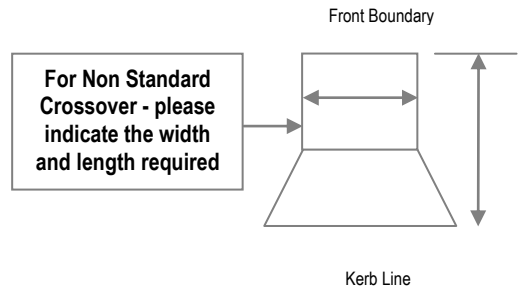 Front Boundary
For Non Standard
Crossover - please
indicate the width
and length required
Kerb Line